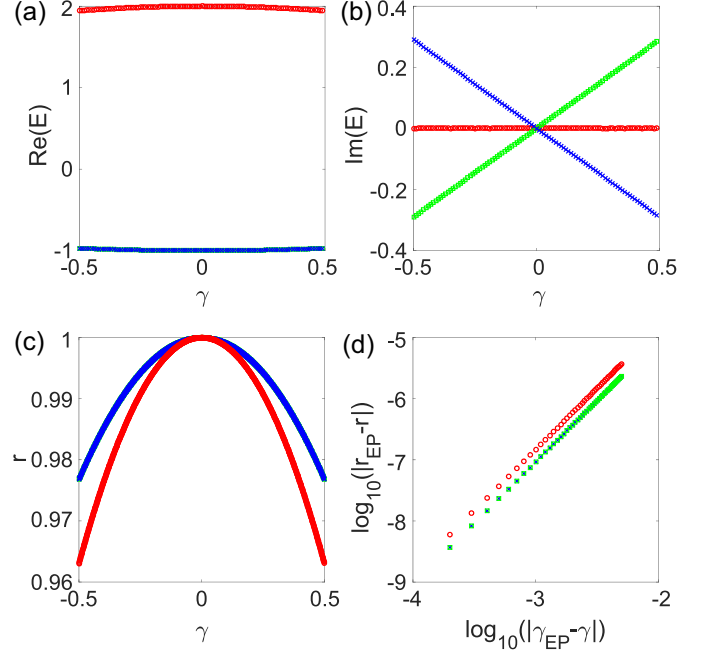 (a)
2
1
0
-1
-0.5
0
0.5
Re(E)
γ
(b)
0.4
0.2
0
-0.2
-0.4
-0.5
0
0.5
Im(E)
γ
(c)
1
0.99
0.98
0.97
0.96
-0.5
0
0.5
r
γ
(d)
-5
-6
-7
-8
-9
-4
-3
-2
log10(|rEP-r|)
log10(|γEP-γ|)